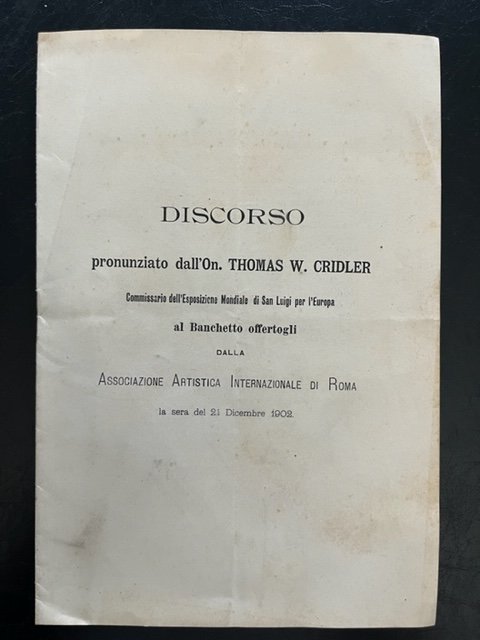 DISCORSO
pronunziato dall'On. THOMAS W. CRIDLER
Commissario dell'Esposizione Mondiale di San Luigi per l'Europa
al Banchetto offertogli
DALLA
ASSOCIAZIONE ARTISTICA INTERNAZIONALE DI ROMA
la sera del 21 Dicembre 1902.